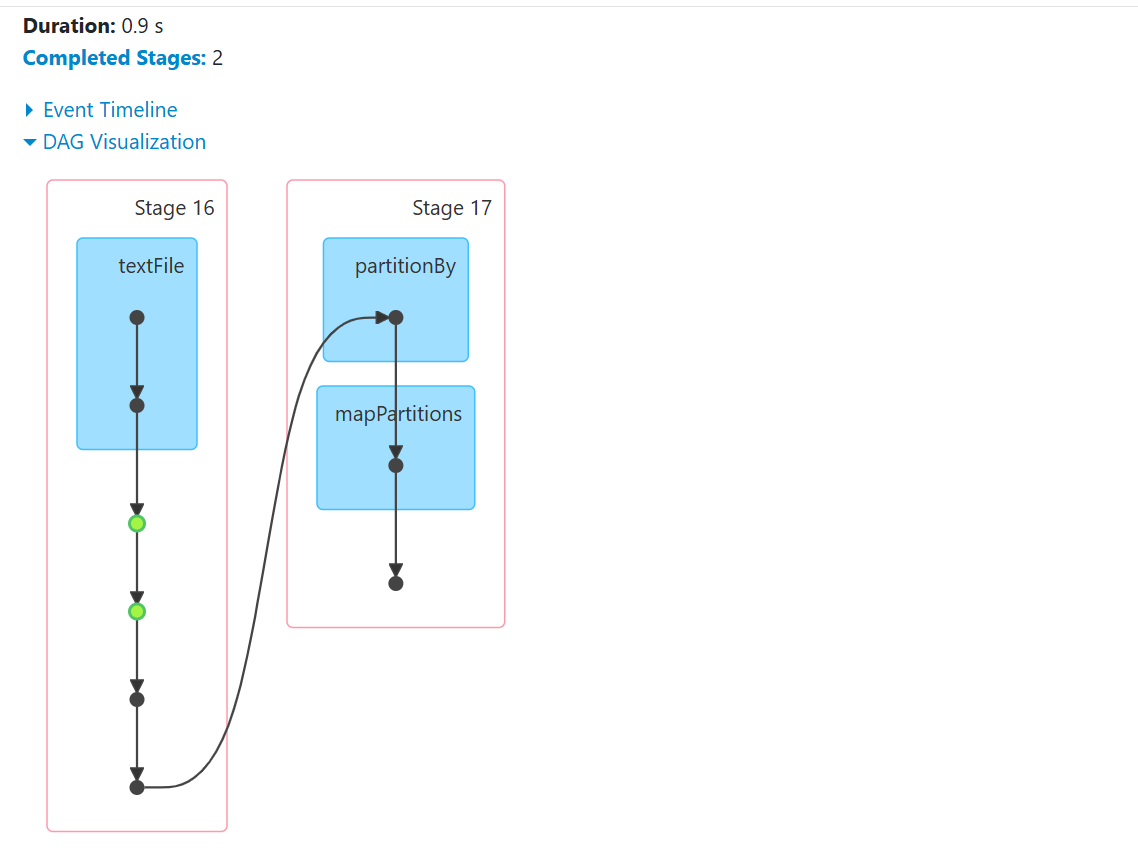 Duration: 0.9 s
Completed Stages: 2
Event Timeline
DAG Visualization
Stage 16
textFile
Stage 17
partitionBy
mapPartitions